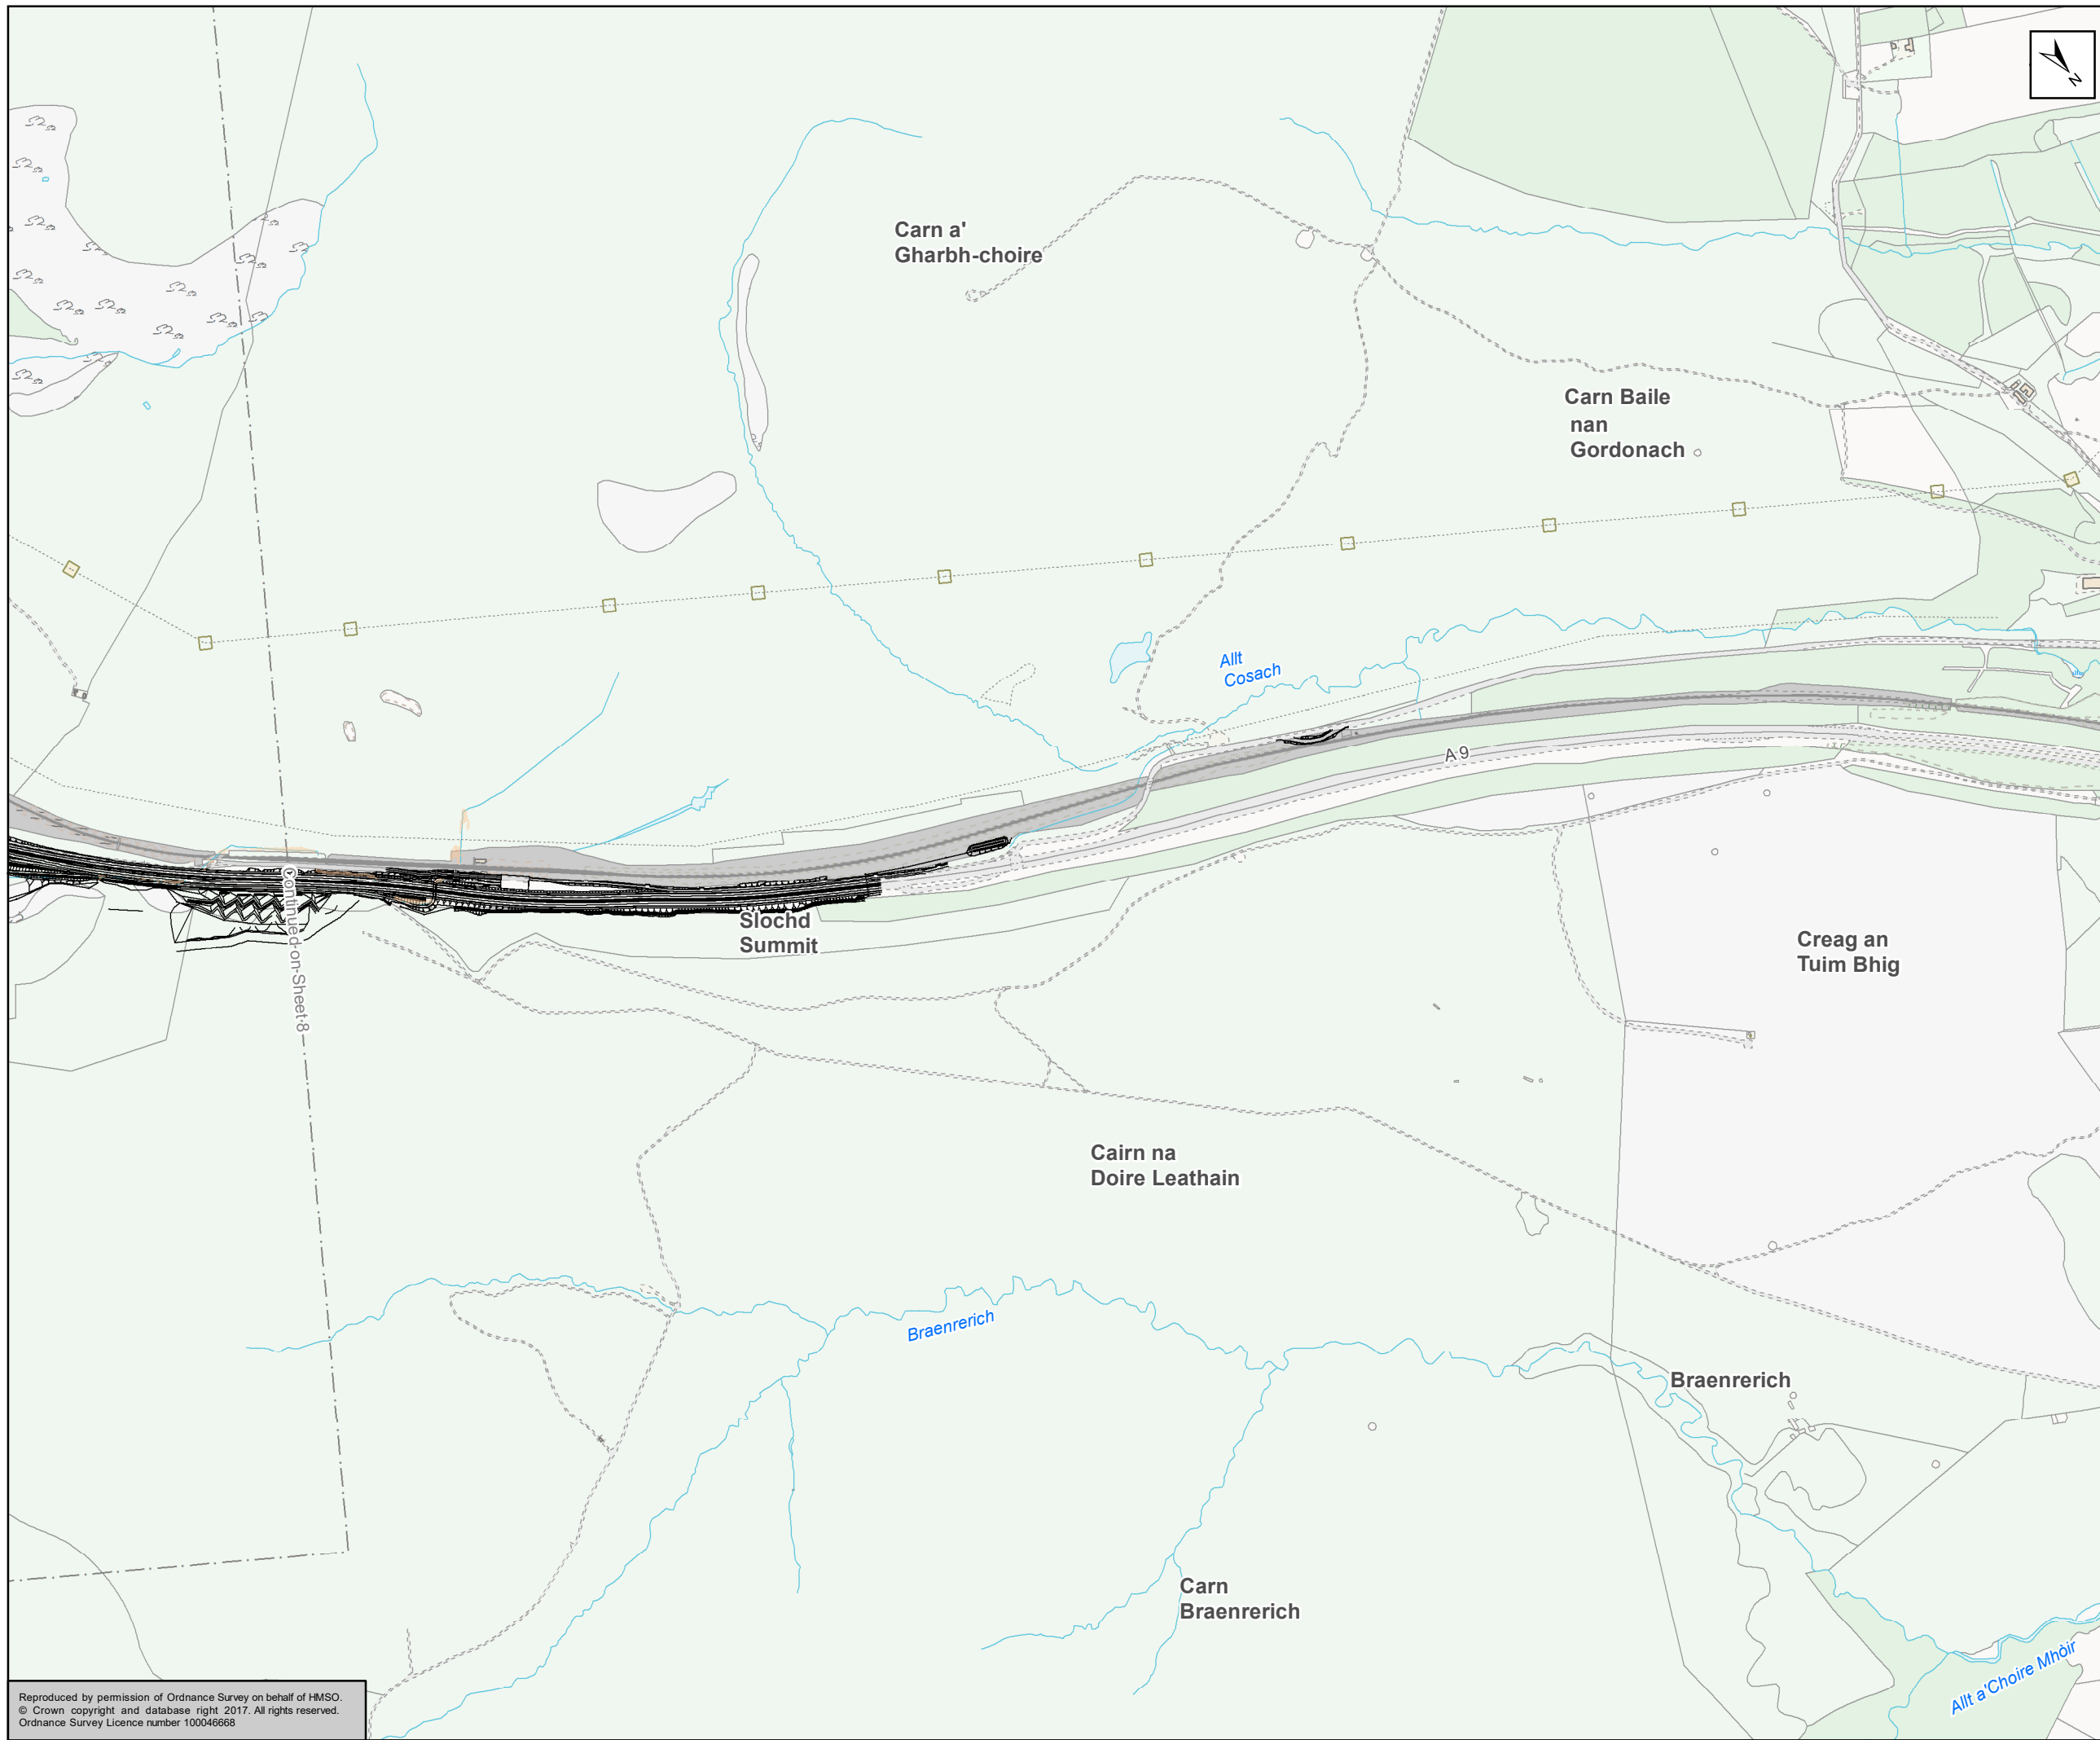 N
Carn a'
Gharbh-choire
Carn Baile
nan
Gordonach
Allt
Cosach
A 9
Continued on Sheet 8
Slochd
Summit
Creag an
Tuim Bhig
Cairn na
Doire Leathain
Braenrerich
Braenrerich
Carn
Braenrerich
Allt a'Choire Mhòir
Reproduced by permission of Ordnance Survey on behalf of HMSO.
© Crown copyright and database right 2017. All rights reserved.
Ordnance Survey Licence number 100046668